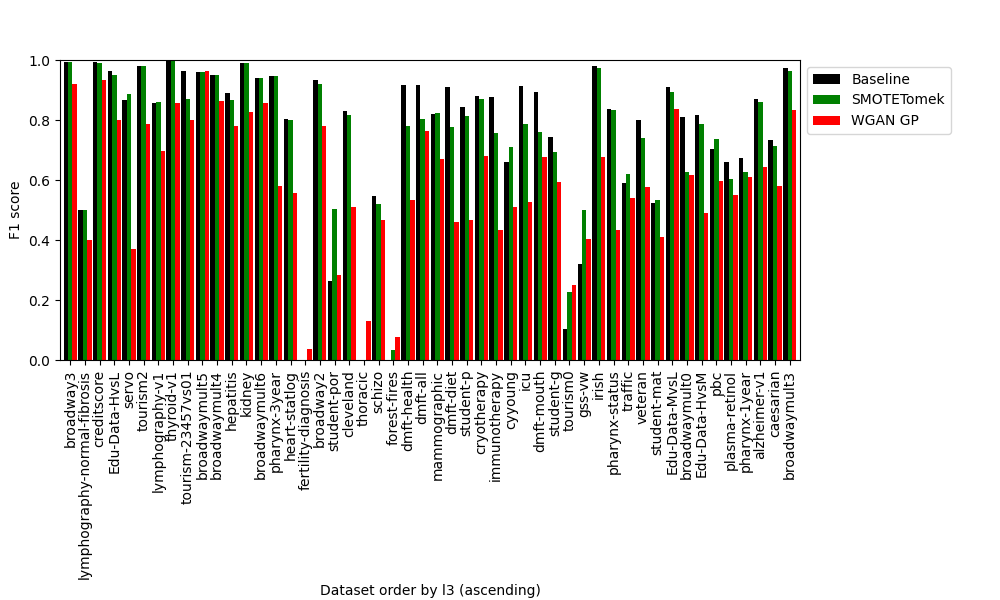 1.0
0.8
0.6
0.4
0.2
0.0
F1 score
Baseline
SMOTETomek
WGAN GP
broadway3
lymphography-normal-fibrosis
creditscore
Edu-Data-HvsL
servo
tourism2
lymphography-v1
thyroid-v1
tourism-23457vs01
broadwaymult5
broadwaymult4
hepatitis
kidney
broadwaymult6
pharynx-3year
heart-statlog
fertility-diagnosis
broadway2
student-por
cleveland
thoracic
schizo
forest-fires
dmft-health
dmft-all
mammographic
dmft-diet
student-p
cryotherapy
immunotherapy
cyyoung
icu
dmft-mouth
student-g
tourism0
gss-vw
irish
pharynx-status
traffic
veteran
student-mat
Edu-Data-MvsL
broadwaymult0
Edu-Data-HvsM
pbc
plasma-retinol
pharynx-1year
alzheimer-v1
caesarian
broadwaymult3
Dataset order by l3 (ascending)